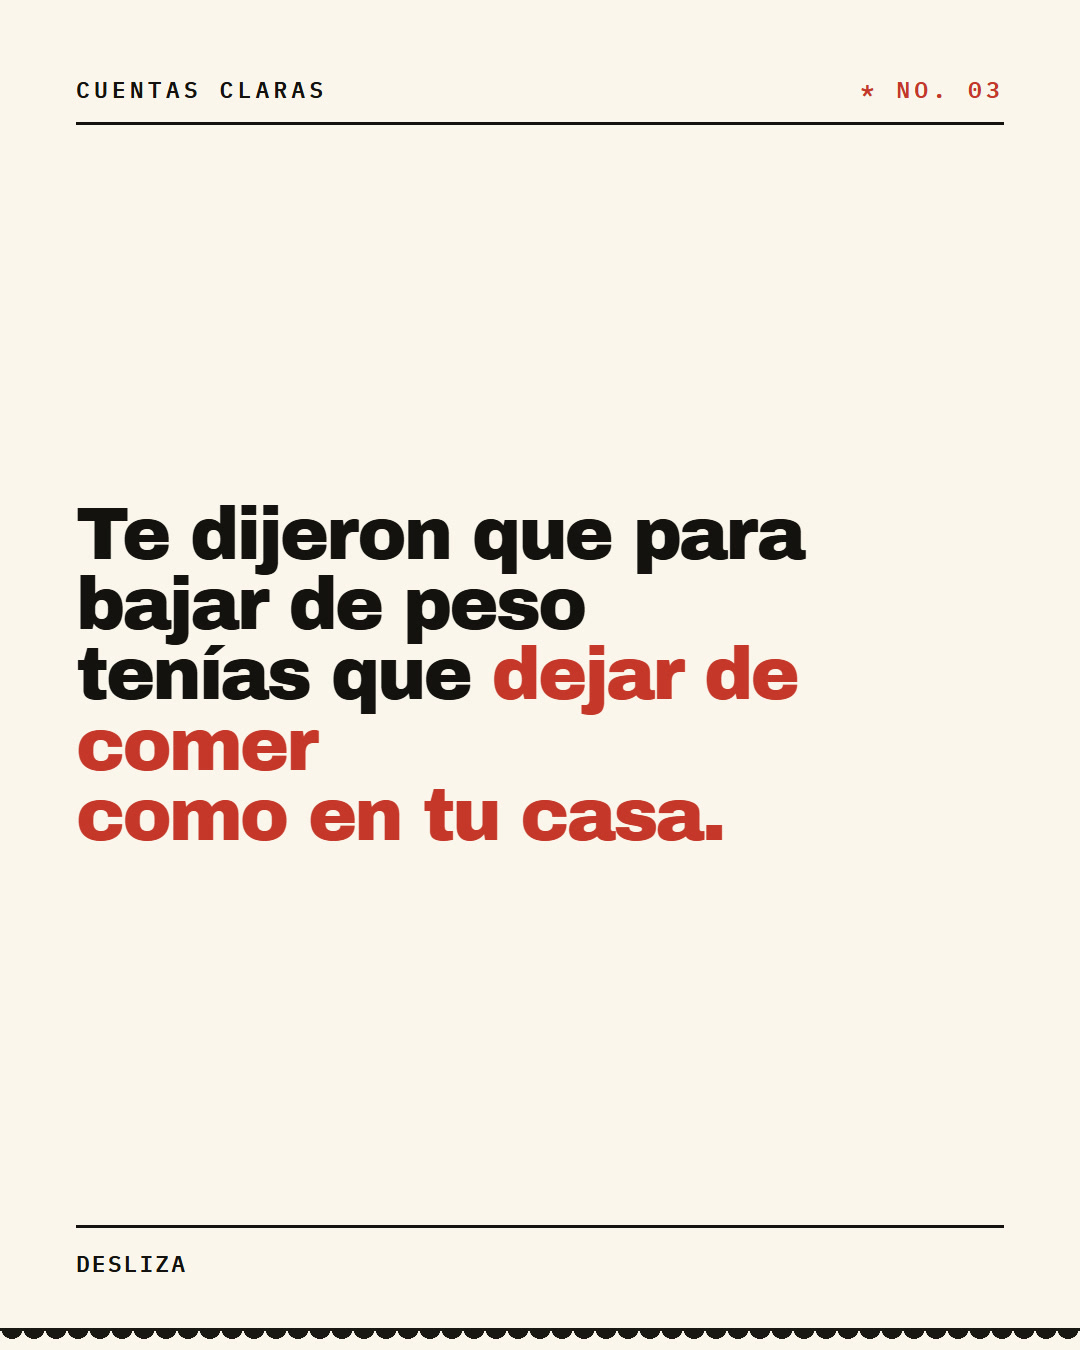 CUENTAS CLARAS
* NO. 03
Te dijeron que para
bajar de peso
tenías que dejar de
comer
como en tu casa.
DESLIZA